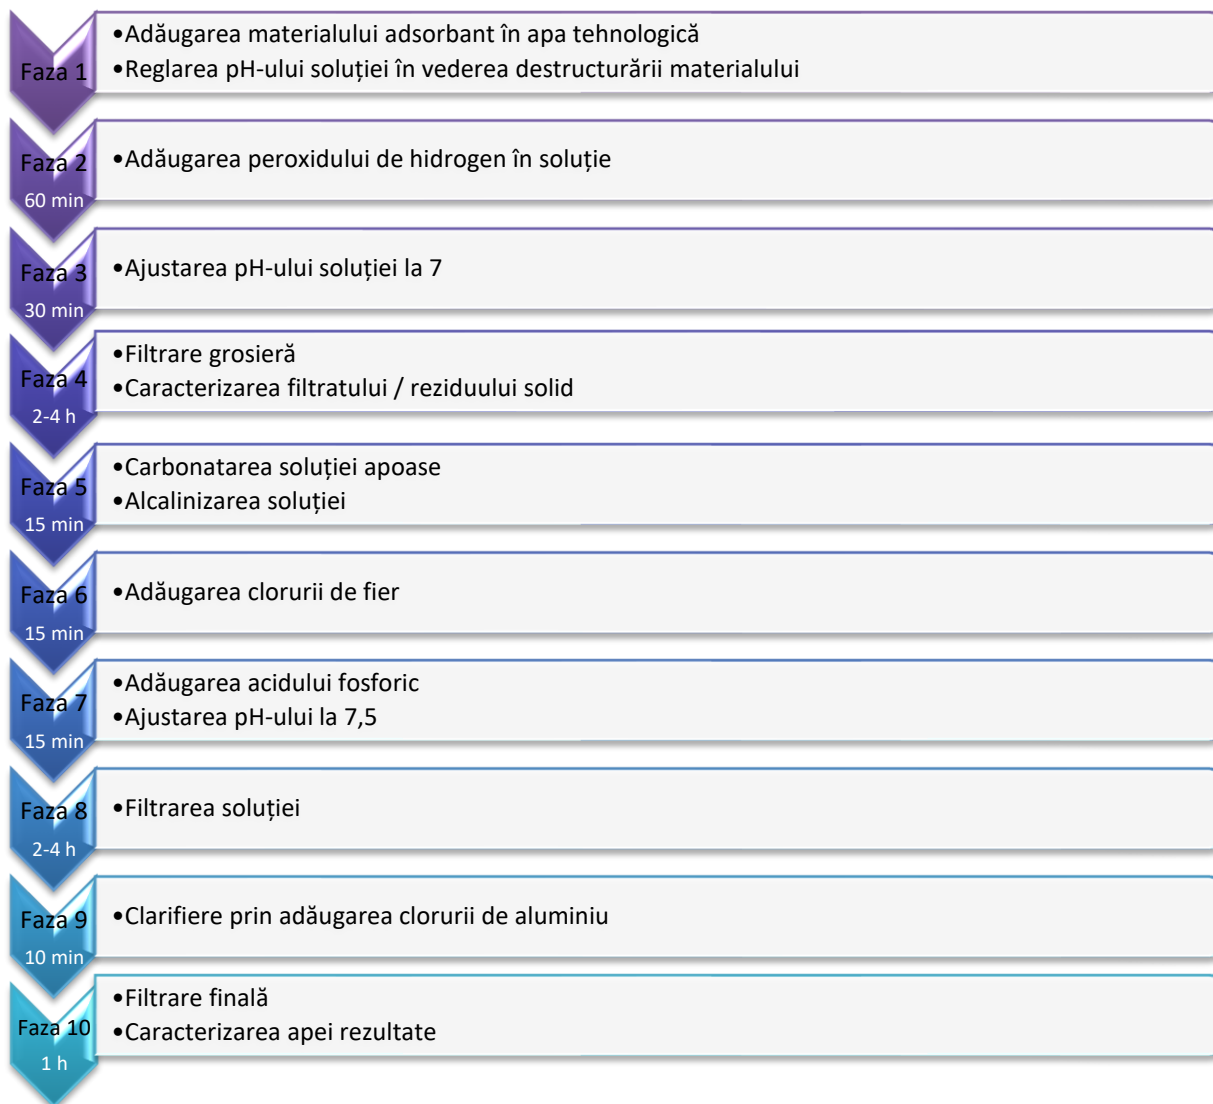 Faza 1
•Adăugarea materialului adsorbant în apa tehnologică
•Reglarea pH-ului soluției în vederea destructurării materialului
Faza 2
60 min
•Adăugarea peroxidului de hidrogen în soluție
Faza 3
30 min
•Ajustarea pH-ului soluției la 7
Faza 4
2-4 h
•Filtrare grosieră
•Caracterizarea filtratului / reziduului solid
Faza 5
15 min
•Carbonatarea soluției apoase
•Alcalinizarea soluției
Faza 6
15 min
•Adăugarea clorurii de fier
Faza 7
15 min
•Adăugarea acidului fosforic
•Ajustarea pH-ului la 7,5
Faza 8
2-4 h
•Filtrarea soluției
Faza 9
10 min
•Clarifiere prin adăugarea clorurii de aluminiu
Faza 10
1 h
•Filtrare finală
•Caracterizarea apei rezultate